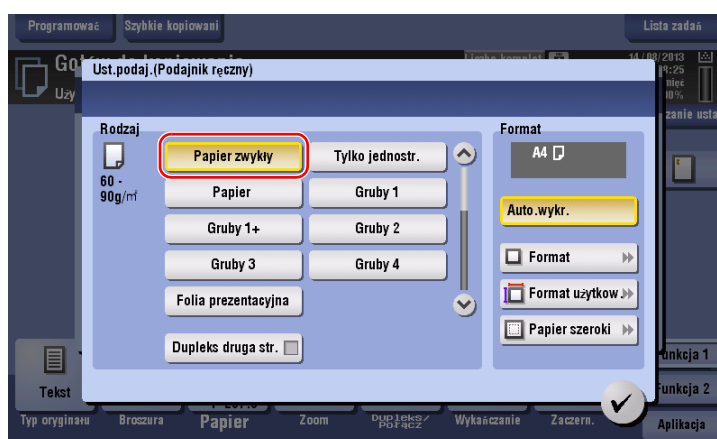 Programować
Szybkie kopiowani
Lista zadań
Ust.podaj.(Podajnik ręczny)
14/08/2013
Uży
Rodzaj
Format
Papier zwykły
Tylko jednostr.
A4
60 -
90g/㎡
Papier
Gruby 1
Auto.wykr.
Gruby 1+
Gruby 2
Gruby 3
Gruby 4
Format
Folia prezentacyjna
Format użytkow.
Papier szeroki
Dupleks druga str.
Tekst
Funkcja 2
Typ oryginału
Broszura
Papier
Zoom
Dupleks/
Połącz
Wykańczanie
Zaczern.
Aplikacja